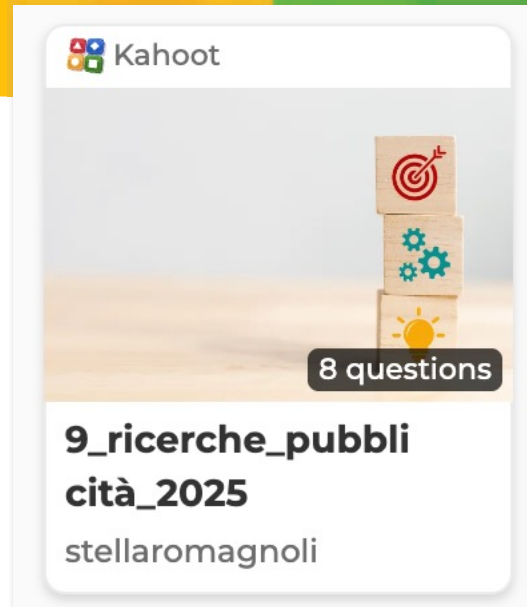 Kahoot
8 questions
9_ricerche_pubbli
cità_2025
stellaromagnoli